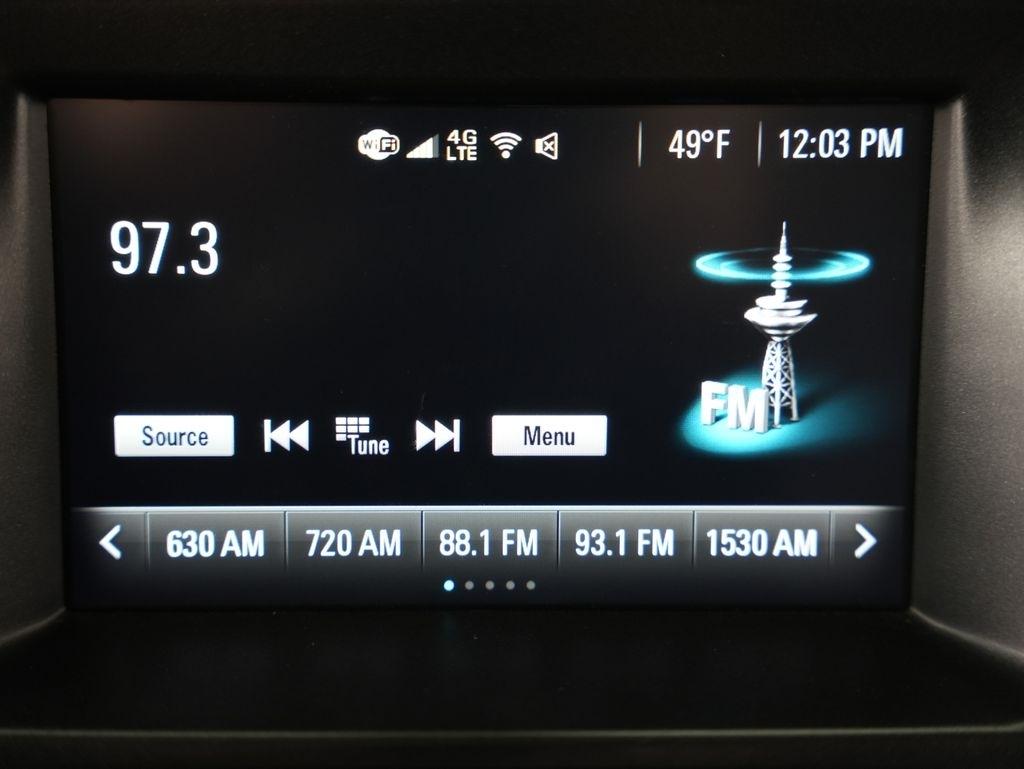 WiFi 4G LTE 49°F 12:03 PM
97.3
FM
Source Tune Menu
630 AM 720 AM 88.1 FM 93.1 FM 1530 AM